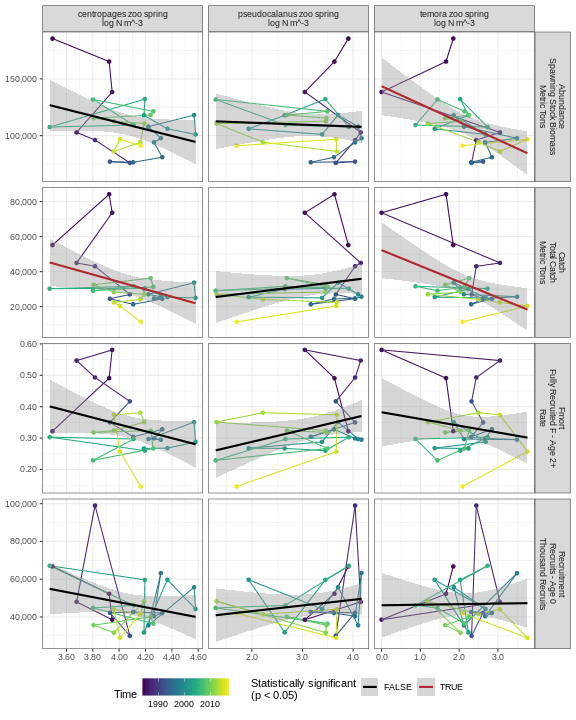 centropages zoo spring
log N m^-3
pseudocalanus zoo spring
log N m^-3
temora zoo spring
log N m^-3
150,000
100,000
Abundance
Spawning Stock Biomass
Metric Tons
80,000
60,000
40,000
20,000
Catch
Total Catch
Metric Tons
0.60
0.50
0.40
0.30
0.20
Fmort
Fully Recruited F - Age 2+
Rate
100,000
80,000
60,000
40,000
Recruitment
Recruits - Age 0
Thousand Recruits
3.60 3.80 4.00 4.20 4.40 4.60
2.0 3.0 4.0
0.0 1.0 2.0 3.0
Time
1990 2000 2010
Statistically significant
(p < 0.05)
FALSE
TRUE